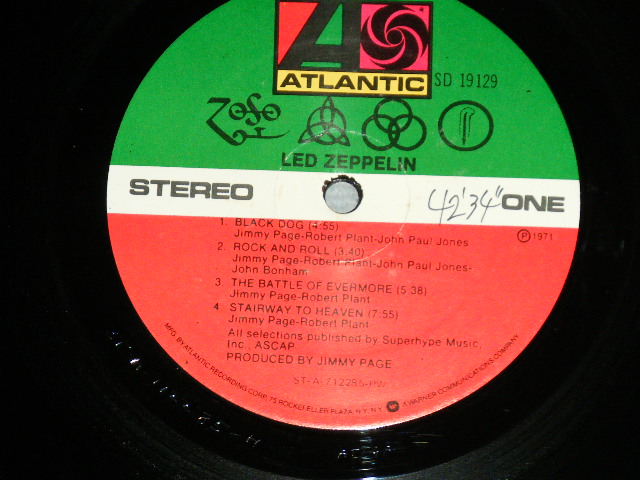 ATLANTIC
SD 19129
LED ZEPPELIN
STEREO
42'34"
ONE
1. BLACK DOG (4:55)
Jimmy Page-Robert Plant-John Paul Jones
℗ 1971
2. ROCK AND ROLL (3:40)
Jimmy Page-Robert Plant-John Paul Jones-
John Bonham
3. THE BATTLE OF EVERMORE (5:38)
Jimmy Page-Robert Plant
4. STAIRWAY TO HEAVEN (7:55)
Jimmy Page-Robert Plant
All selections published by Superhype Music,
Inc., ASCAP
PRODUCED BY JIMMY PAGE
ST-A-712285-PW
MFG. BY ATLANTIC RECORDING CORP., 75 ROCKEFELLER PLAZA, N.Y., N.Y. A WARNER COMMUNICATIONS COMPANY